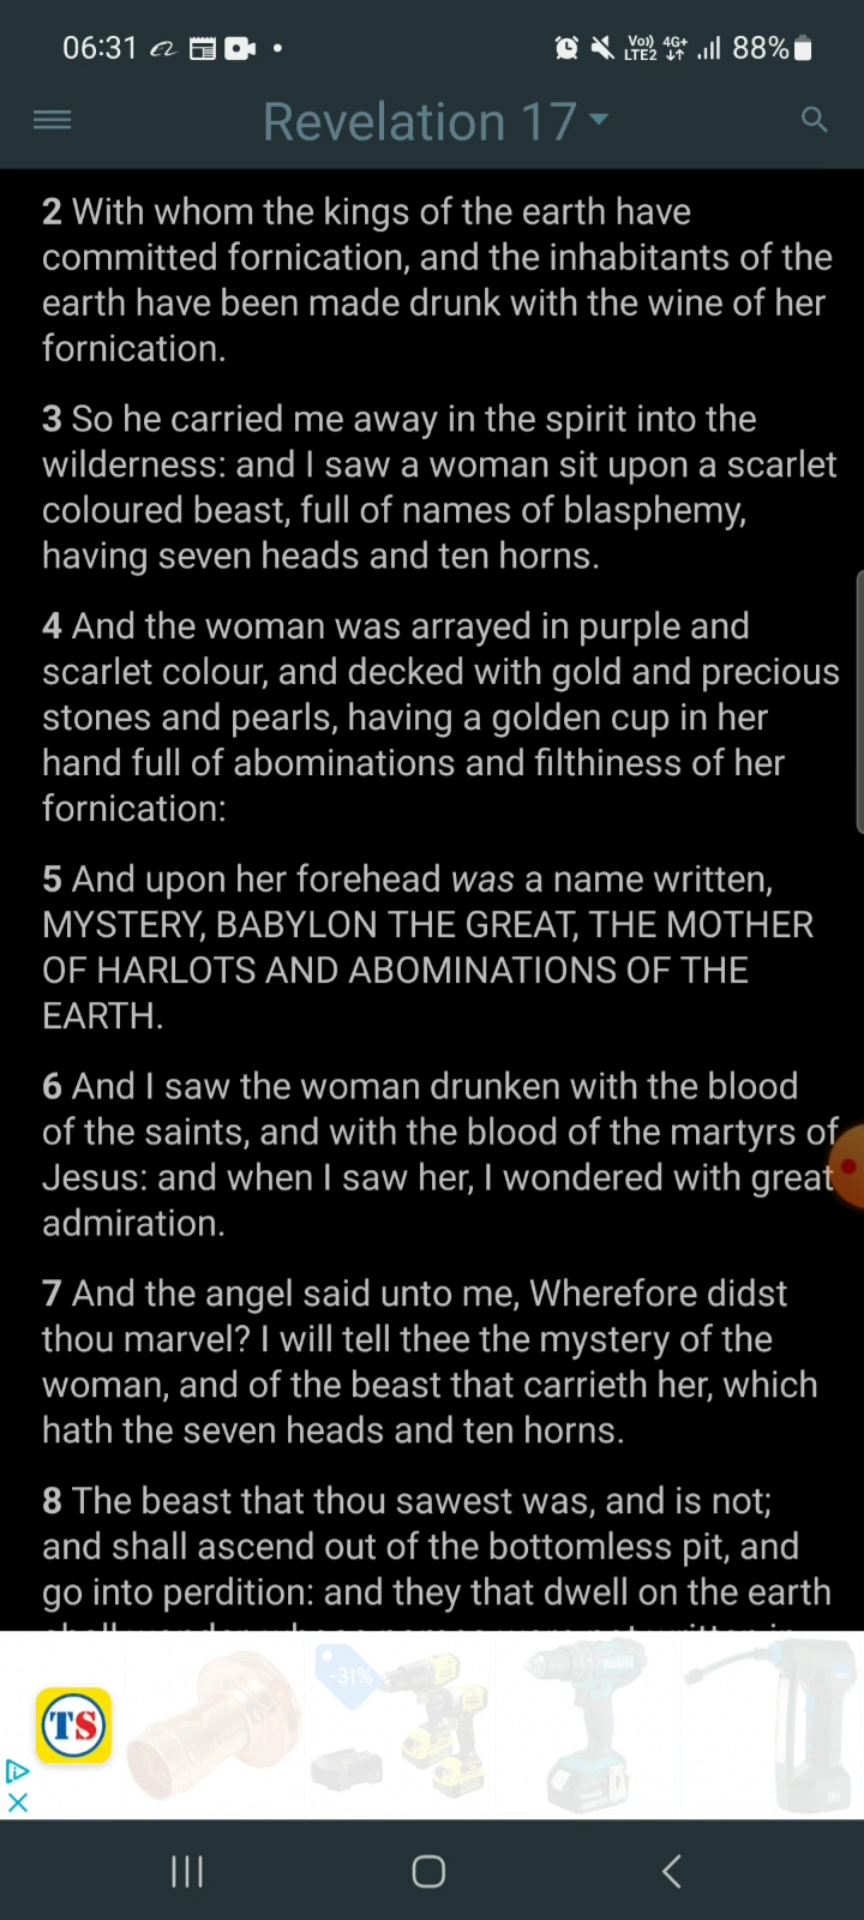 06:31
Vo)) LTE2 4G+ 88%
Revelation 17
2 With whom the kings of the earth have
committed fornication, and the inhabitants of the
earth have been made drunk with the wine of her
fornication.
3 So he carried me away in the spirit into the
wilderness: and I saw a woman sit upon a scarlet
coloured beast, full of names of blasphemy,
having seven heads and ten horns.
4 And the woman was arrayed in purple and
scarlet colour, and decked with gold and precious
stones and pearls, having a golden cup in her
hand full of abominations and filthiness of her
fornication:
5 And upon her forehead was a name written,
MYSTERY, BABYLON THE GREAT, THE MOTHER
OF HARLOTS AND ABOMINATIONS OF THE
EARTH.
6 And I saw the woman drunken with the blood
of the saints, and with the blood of the martyrs of
Jesus: and when I saw her, I wondered with great
admiration.
7 And the angel said unto me, Wherefore didst
thou marvel? I will tell thee the mystery of the
woman, and of the beast that carrieth her, which
hath the seven heads and ten horns.
8 The beast that thou sawest was, and is not;
and shall ascend out of the bottomless pit, and
go into perdition: and they that dwell on the earth
-31%
TS